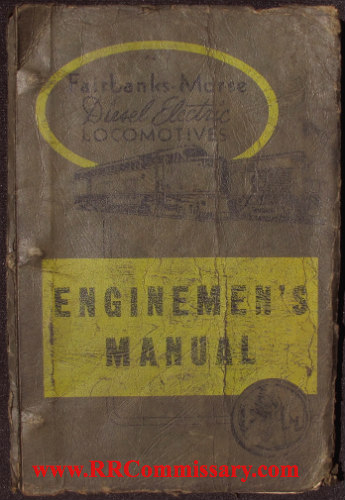 Fairbanks-Morse
Diesel Electric
LOCOMOTIVES
ENGINEMEN'S
MANUAL
www.RRCommissary.com